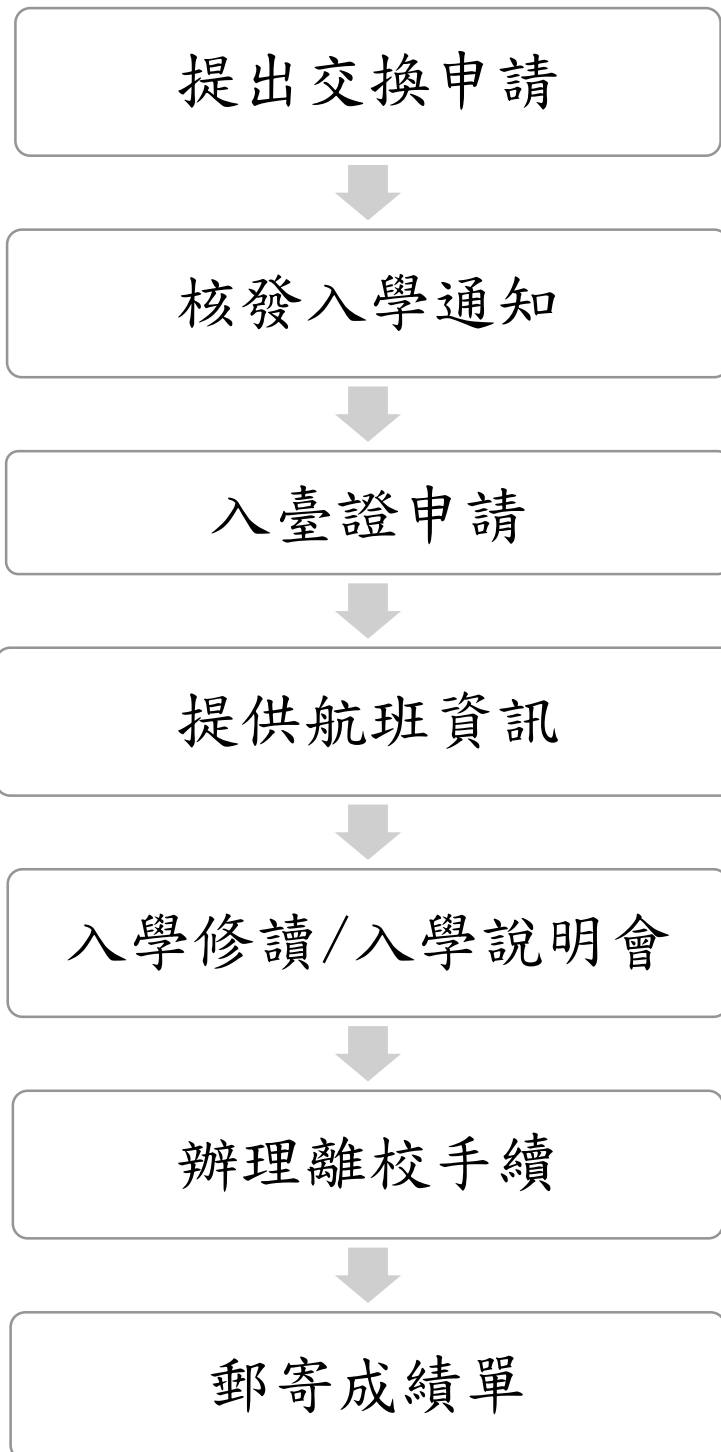 提出交換申請
核發入學通知
入臺證申請
提供航班資訊
入學修讀/入學說明會
辦理離校手續
郵寄成績單